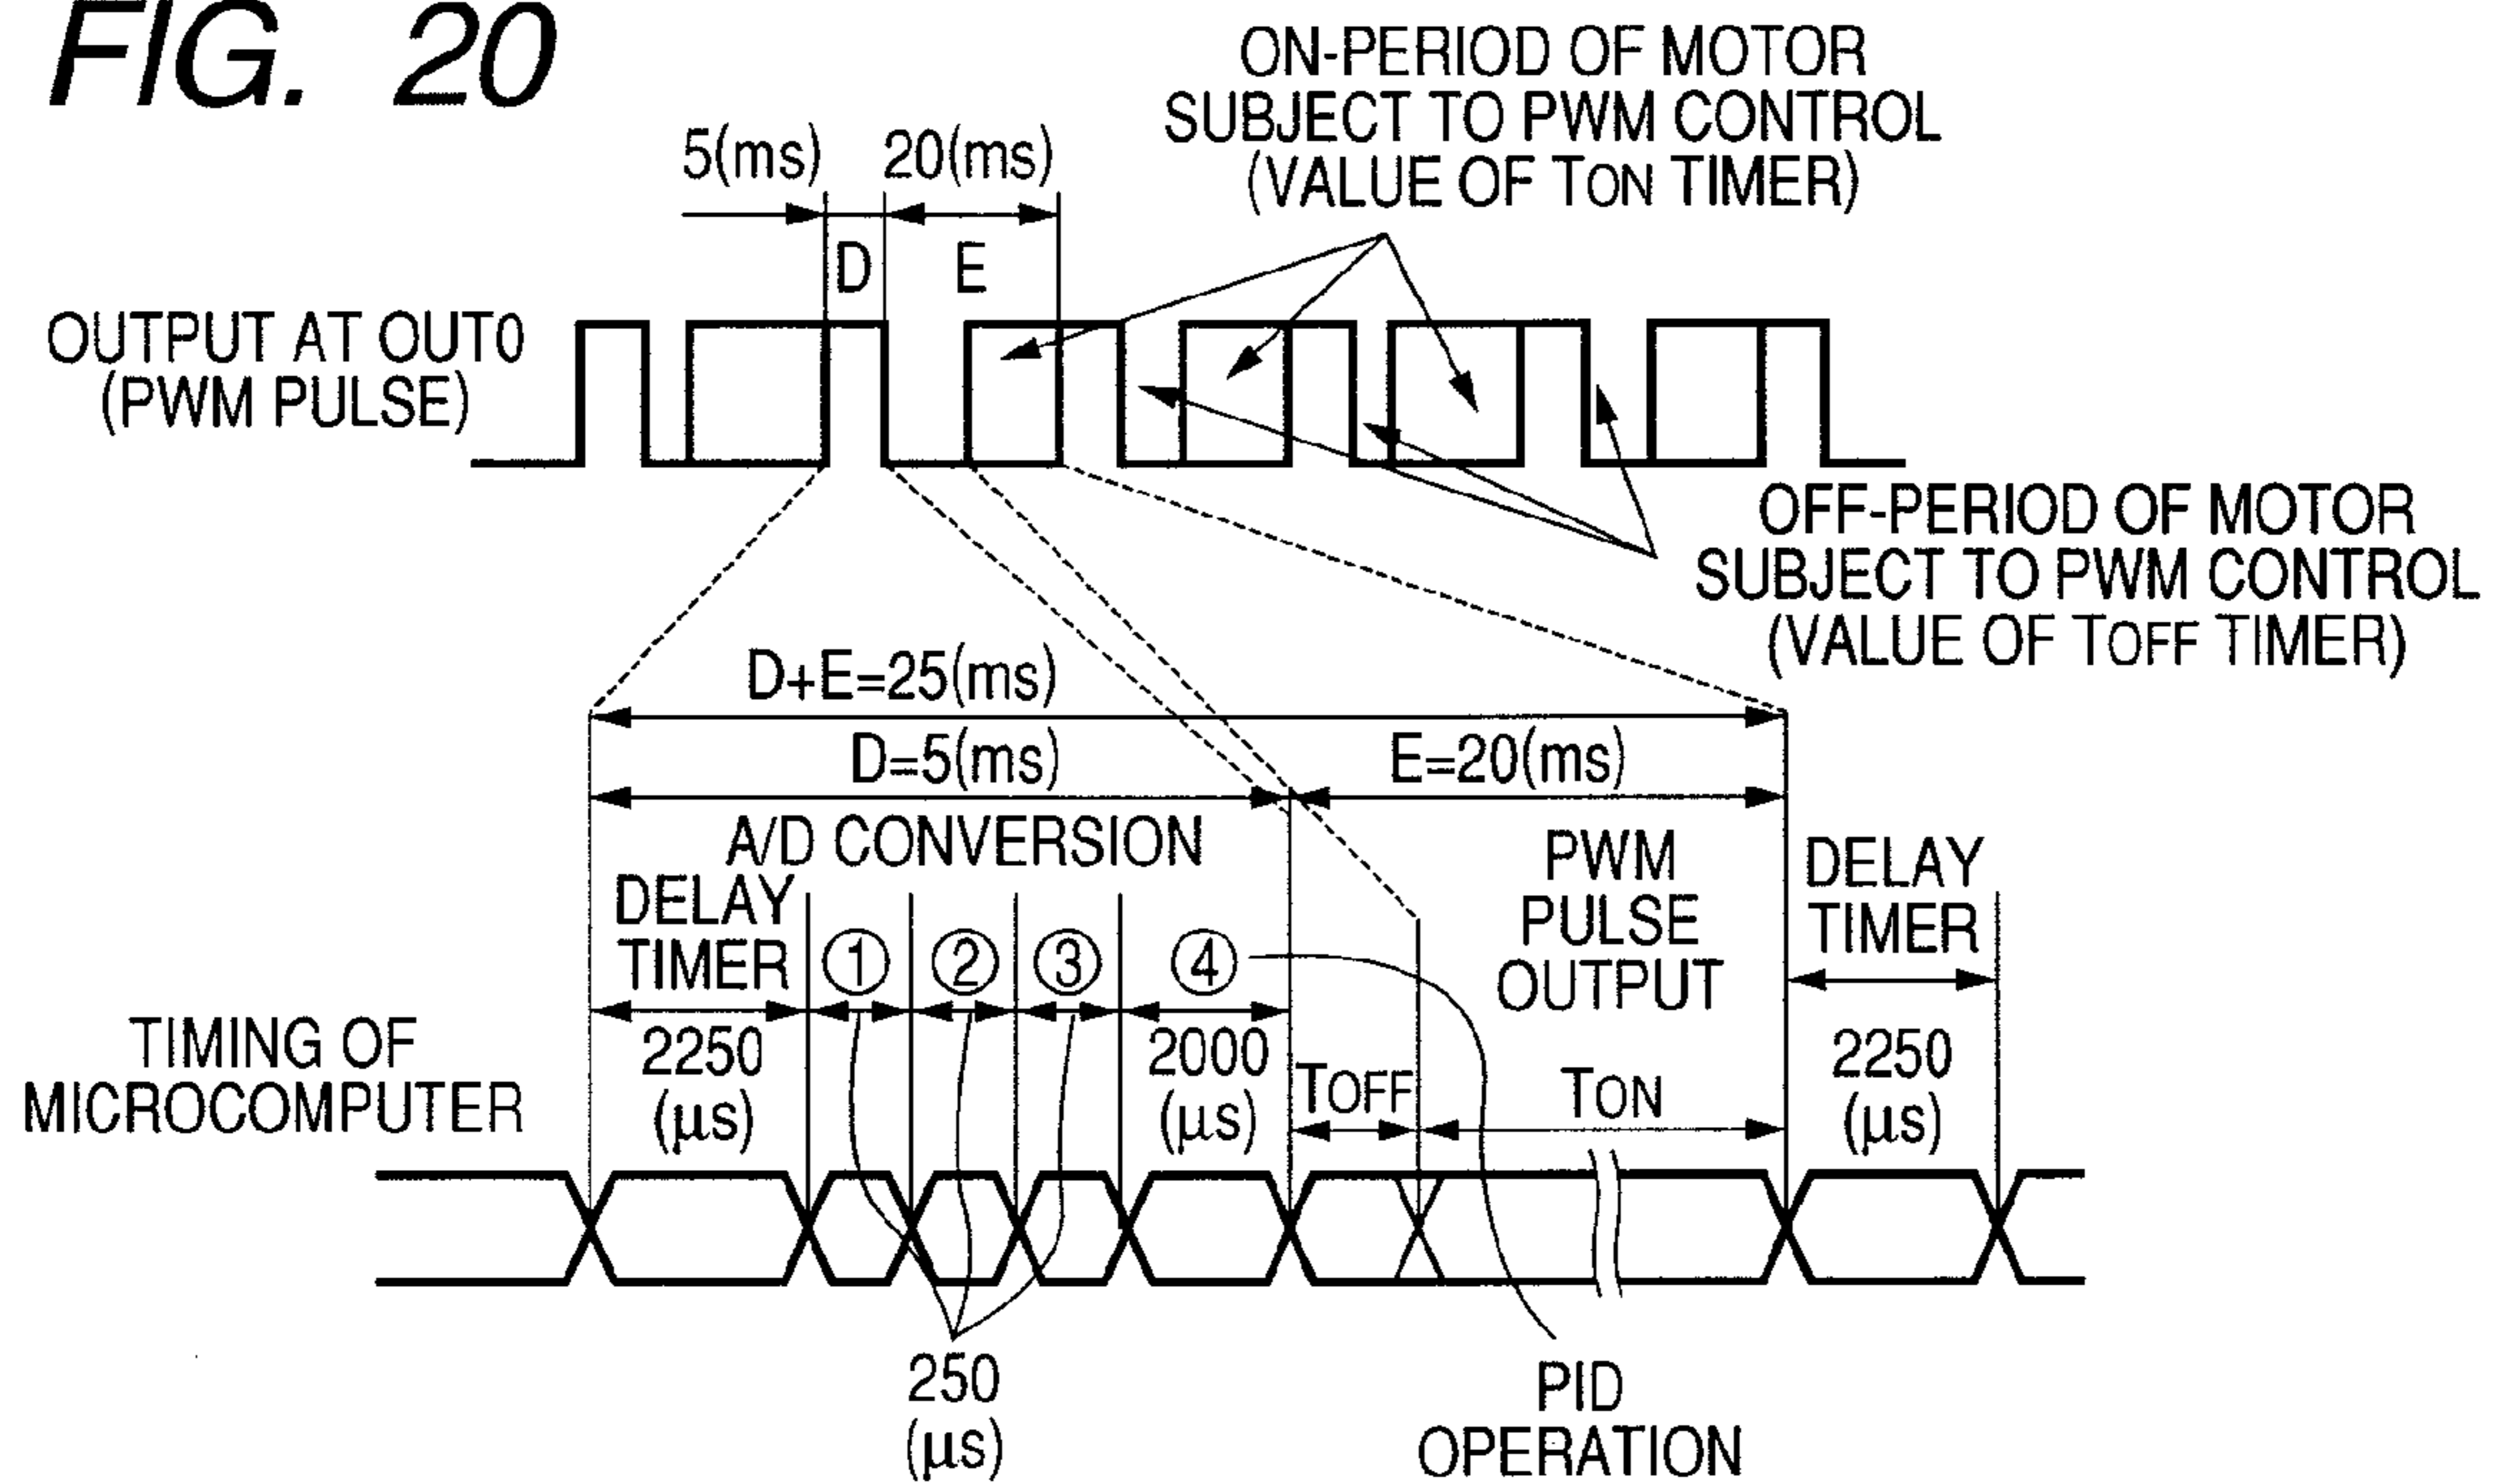 FIG. 20
ON-PERIOD OF MOTOR
SUBJECT TO PWM CONTROL
(VALUE OF TON TIMER)
5(ms)
20(ms)
D
E
OUTPUT AT OUT0
(PWM PULSE)
OFF-PERIOD OF MOTOR
SUBJECT TO PWM CONTROL
(VALUE OF TOFF TIMER)
D+E=25(ms)
D=5(ms)
E=20(ms)
A/D CONVERSION
DELAY
TIMER
①
②
③
④
PWM
PULSE
OUTPUT
DELAY
TIMER
TIMING OF
MICROCOMPUTER
2250
(μs)
2000
(μs)
TOFF
TON
2250
(μs)
250
(μs)
PID
OPERATION